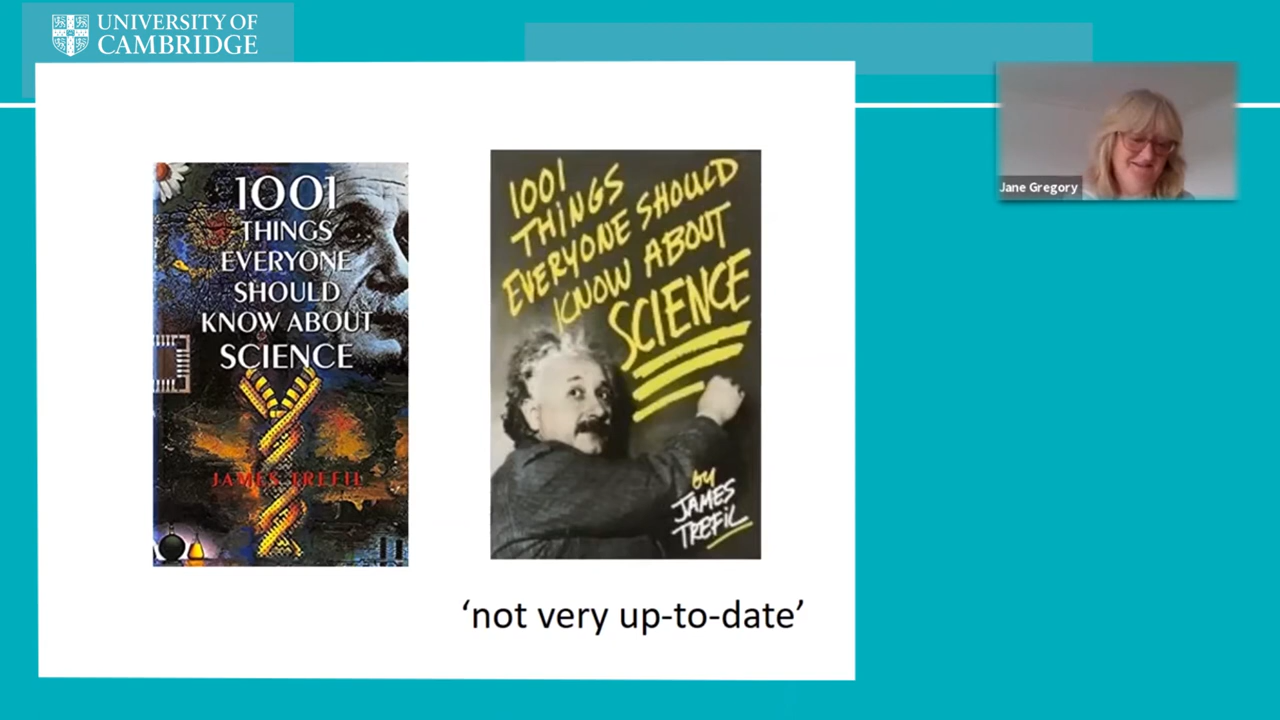 UNIVERSITY OF
CAMBRIDGE
1001
THINGS
EVERYONE
SHOULD
KNOW ABOUT
SCIENCE
JAMES TREFIL
1001
THINGS
EVERYONE SHOULD
KNOW ABOUT
SCIENCE
by
JAMES
TREFIL
‘not very up-to-date’
Jane Gregory